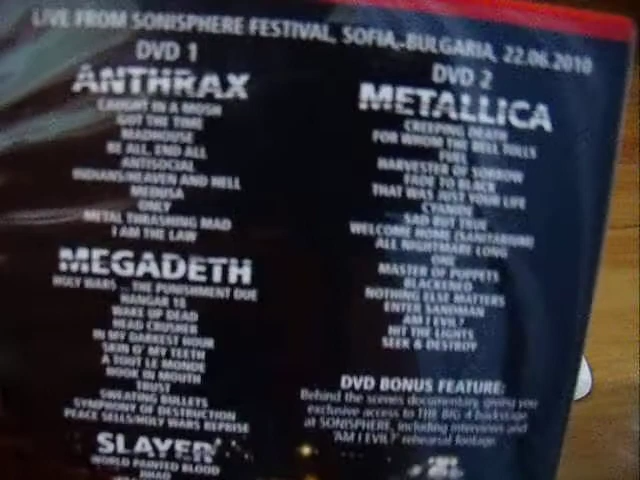 LIVE FROM SONISPHERE FESTIVAL, SOFIA, BULGARIA, 22.06.2010
DVD 1
ANTHRAX
CAUGHT IN A MOSH
GOT THE TIME
MADHOUSE
BE ALL, END ALL
ANTISOCIAL
INDIANS/HEAVEN AND HELL
MEDUSA
ONLY
METAL THRASHING MAD
I AM THE LAW
MEGADETH
HOLY WARS ...THE PUNISHMENT DUE
HANGAR 18
WAKE UP DEAD
HEAD CRUSHER
IN MY DARKEST HOUR
SKIN O' MY TEETH
A TOUT LE MONDE
HOOK IN MOUTH
TRUST
SWEATING BULLETS
SYMPHONY OF DESTRUCTION
PEACE SELLS/HOLY WARS REPRISE
SLAYER
WORLD PAINTED BLOOD
JIHAD
DVD 2
METALLICA
CREEPING DEATH
FOR WHOM THE BELL TOLLS
FUEL
HARVESTER OF SORROW
FADE TO BLACK
THAT WAS JUST YOUR LIFE
CYANIDE
SAD BUT TRUE
WELCOME HOME (SANITARIUM)
ALL NIGHTMARE LONG
ONE
MASTER OF PUPPETS
BLACKENED
NOTHING ELSE MATTERS
ENTER SANDMAN
AM I EVIL?
HIT THE LIGHTS
SEEK & DESTROY
DVD BONUS FEATURE:
Behind the scenes documentary, giving you
exclusive access to THE BIG 4 backstage
at SONISPHERE, including interviews and
"AM I EVIL?" rehearsal footage.